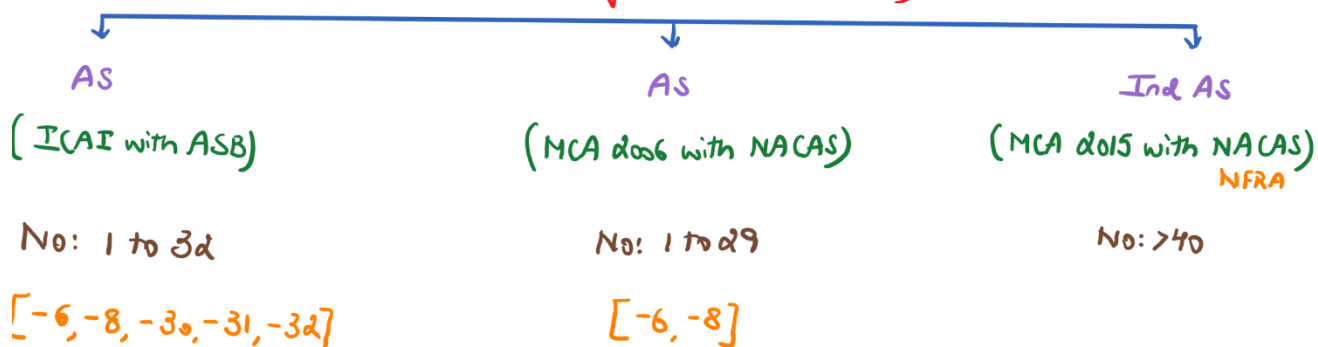 AS
(ICAI with ASB)
No: 1 to 32
[-6, -8, -30, -31, -32]
AS
(MCA 2006 with NACAS)
No: 1 to 29
[-6, -8]
Ind AS
(MCA 2015 with NACAS)
NFRA
No: >40